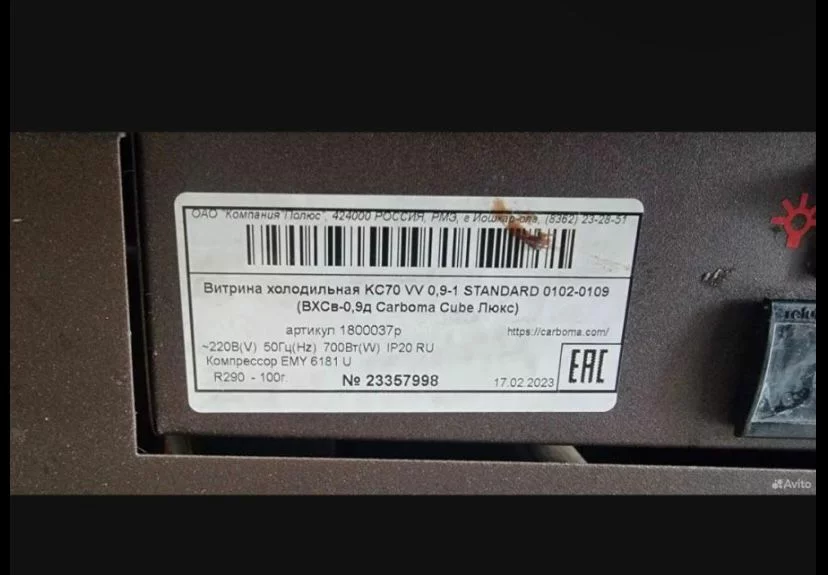 ОАО "Компания Полюс", 424000 РОССИЯ, РМЭ, г Йошкар-ола, (8362) 23-28-51
Витрина холодильная KC70 VV 0,9-1 STANDARD 0102-0109
(ВХСв-0,9д Carboma Cube Люкс)
артикул 1800037р
https://carboma.com/
~220В(V) 50Гц(Hz) 700Вт(W) IP20 RU
Компрессор EMY 6181 U
R290 - 100г.
№ 23357998
17.02.2023
EAC
Avito